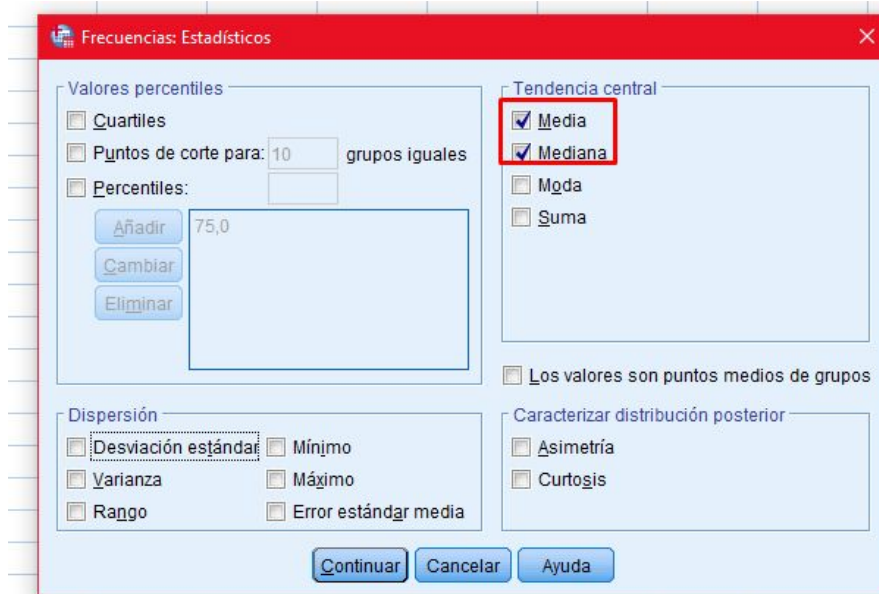 Frecuencias: Estadísticos
Valores percentiles
Cuartiles
Puntos de corte para: 10 grupos iguales
Percentiles:
Añadir
75,0
Cambiar
Eliminar
Tendencia central
Media
Mediana
Moda
Suma
Los valores son puntos medios de grupos
Dispersión
Desviación estándar Mínimo
Varianza Máximo
Rango Error estándar media
Caracterizar distribución posterior
Asimetría
Curtosis
Continuar Cancelar Ayuda